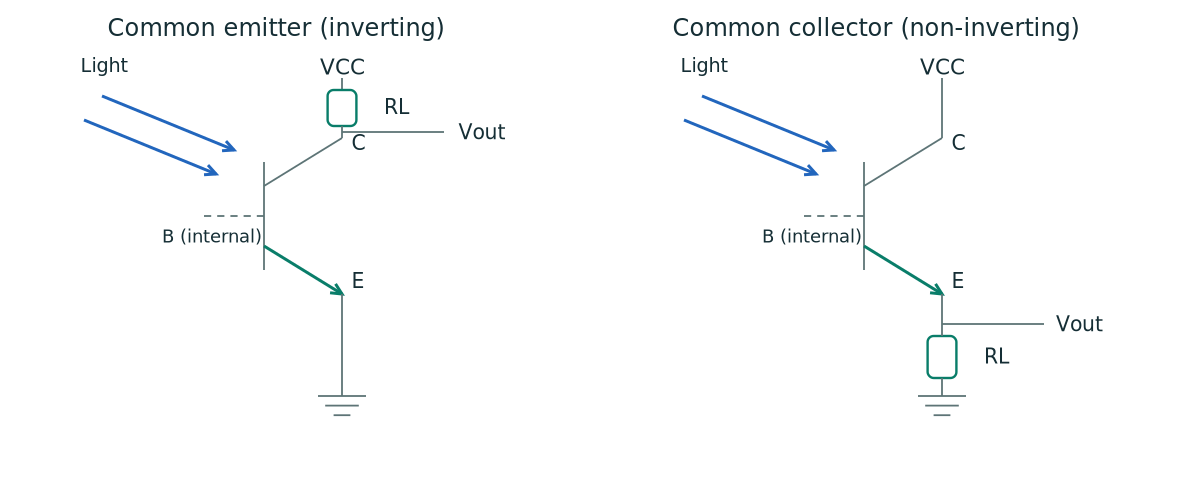 Common emitter (inverting)
Light
VCC
RL
Vout
C
B (internal)
E
Common collector (non-inverting)
Light
VCC
C
B (internal)
E
Vout
RL